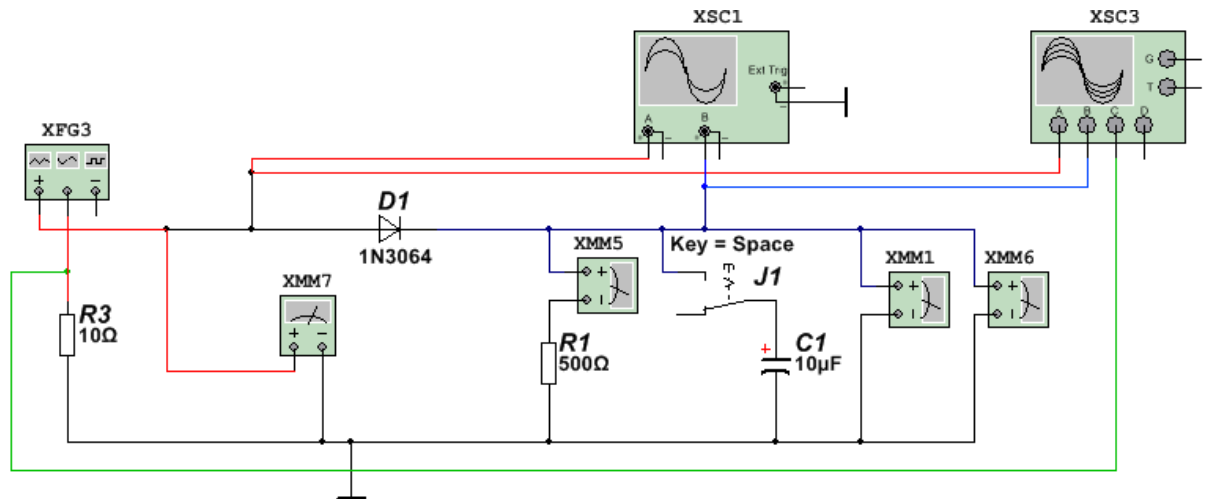 XSC1
XSC3
Ext Trig
+
–
A
B
+
–
+
–
G
T
A
B
C
D
XFG3
+
–
D1
1N3064
XMM5
+
–
Key = Space
J1
XMM1
+
–
XMM6
+
–
XMM7
+
–
R3
10Ω
R1
500Ω
+
C1
10µF